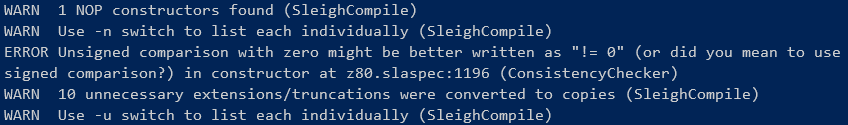 WARN  1 NOP constructors found (SleighCompile)
WARN  Use -n switch to list each individually (SleighCompile)
ERROR Unsigned comparison with zero might be better written as "!= 0" (or did you mean to use
signed comparison?) in constructor at z80.slaspec:1196 (ConsistencyChecker)
WARN  10 unnecessary extensions/truncations were converted to copies (SleighCompile)
WARN  Use -u switch to list each individually (SleighCompile)